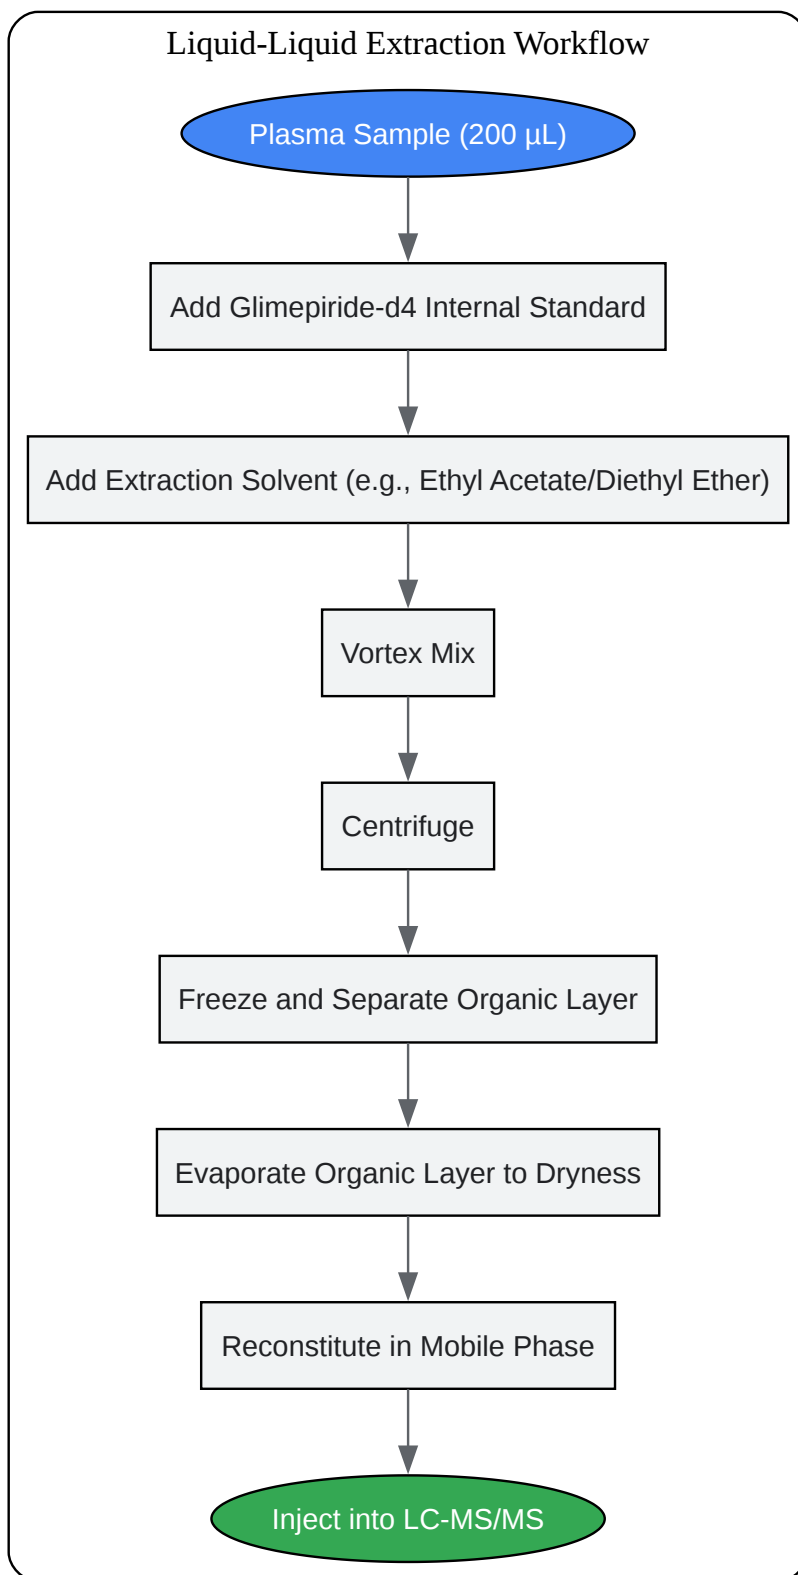 Liquid-Liquid Extraction Workflow
Plasma Sample (200 µL)
Add Glimepiride-d4 Internal Standard
Add Extraction Solvent (e.g., Ethyl Acetate/Diethyl Ether)
Vortex Mix
Centrifuge
Freeze and Separate Organic Layer
Evaporate Organic Layer to Dryness
Reconstitute in Mobile Phase
Inject into LC-MS/MS